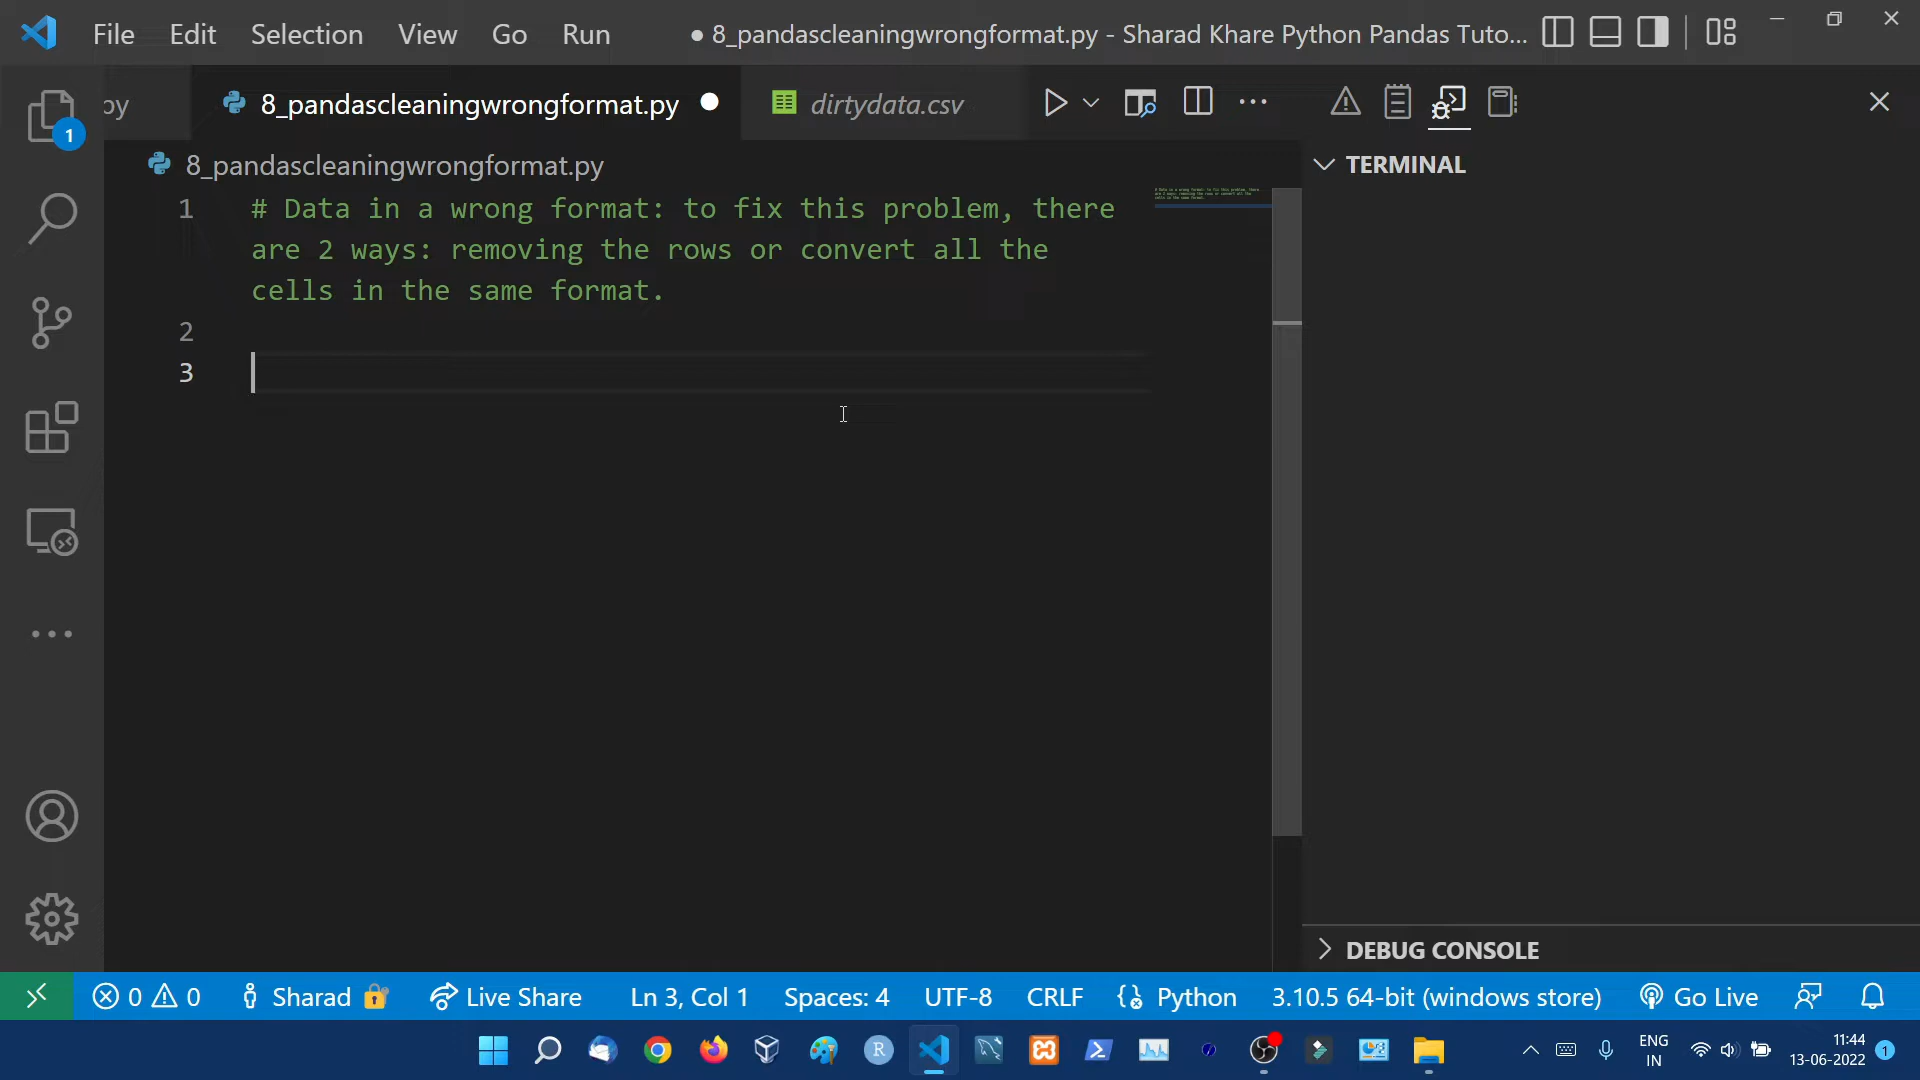 File Edit Selection View Go Run ● 8_pandascleaningwrongformat.py - Sharad Khare Python Pandas Tuto...
py 8_pandascleaningwrongformat.py ● dirtydata.csv
8_pandascleaningwrongformat.py
TERMINAL
1 # Data in a wrong format: to fix this problem, there
are 2 ways: removing the rows or convert all the
cells in the same format.
2
3
1
DEBUG CONSOLE
0 0 Sharad Live Share Ln 3, Col 1 Spaces: 4 UTF-8 CRLF Python 3.10.5 64-bit (windows store) Go Live
R
ENG
IN
11:44
13-06-2022
1